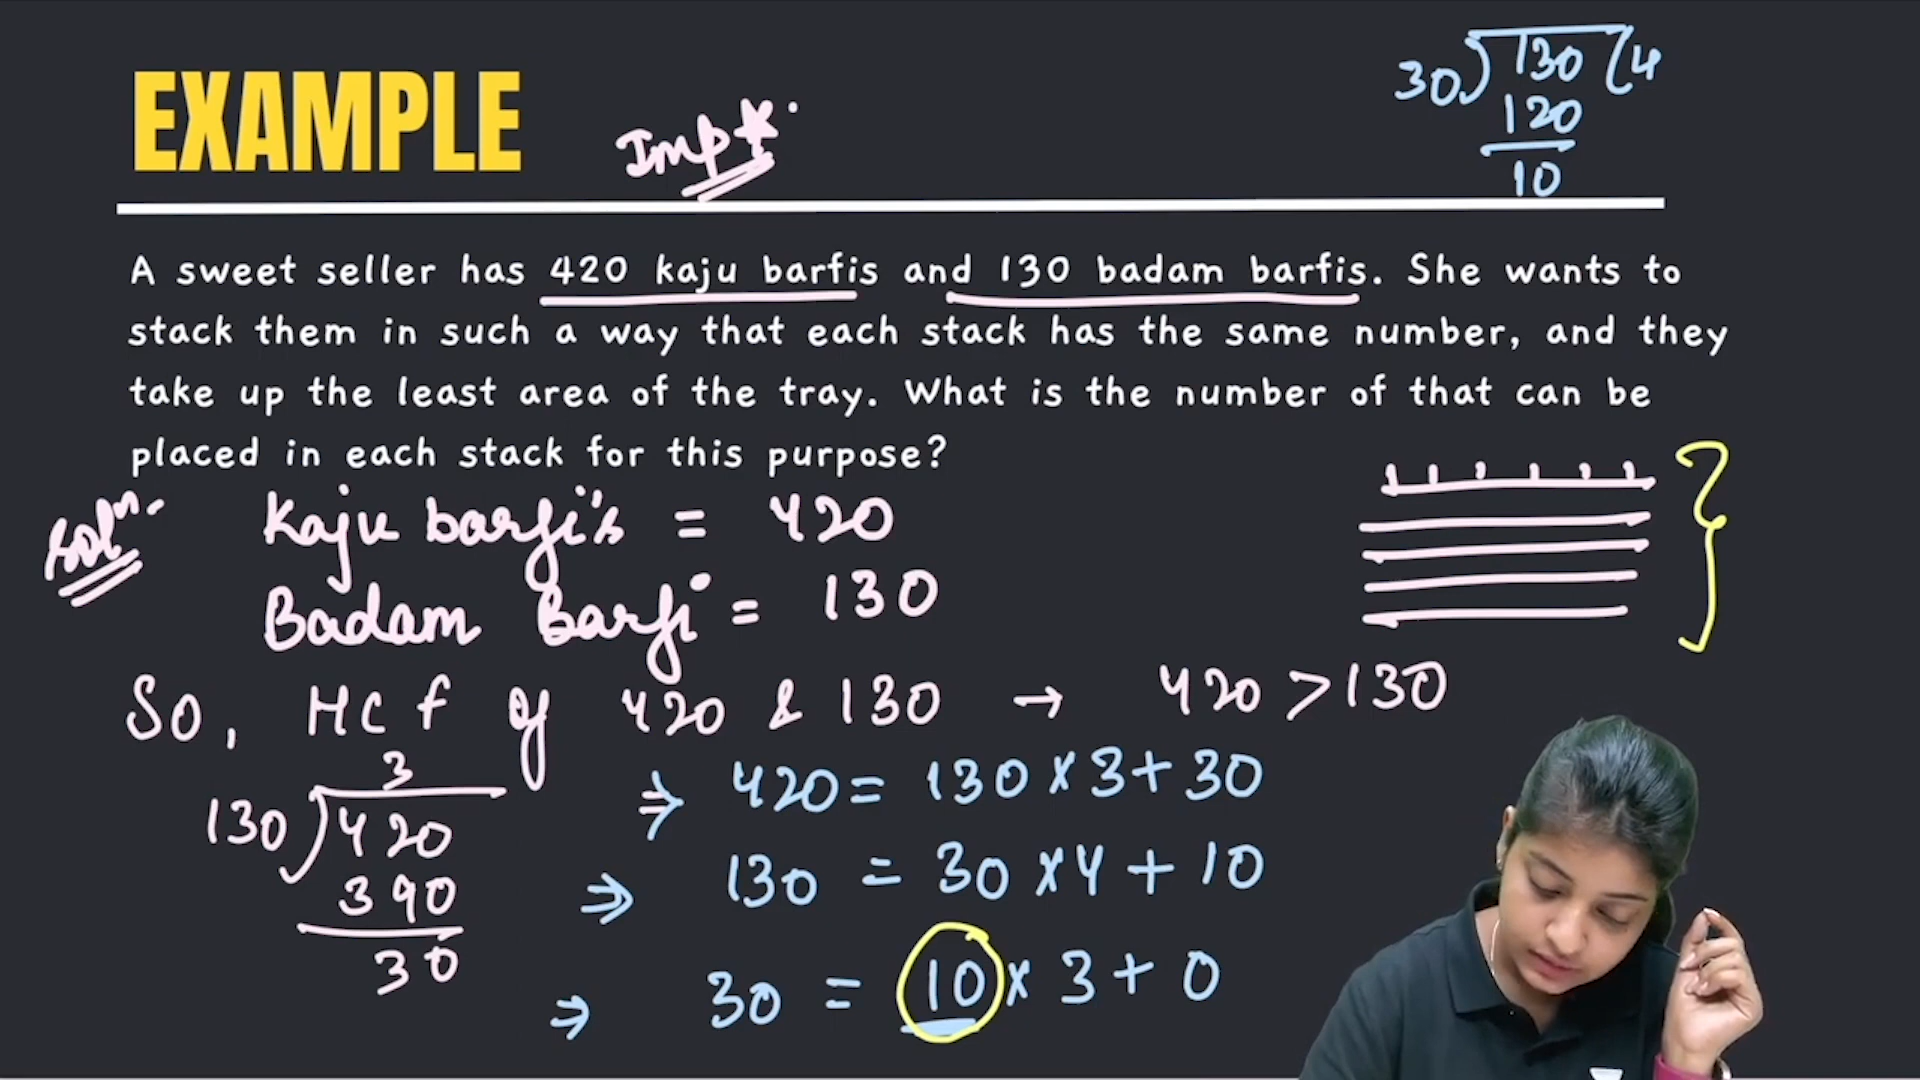 EXAMPLE
Imp*
30)130(4
120
10
A sweet seller has 420 kaju barfis and 130 badam barfis. She wants to
stack them in such a way that each stack has the same number, and they
take up the least area of the tray. What is the number of that can be
placed in each stack for this purpose?
Soln.
Kaju barfi's = 420
Badam Barfi = 130
So, HCf of 420 & 130 → 420 > 130
3
130)420
390
30
⇒ 420 = 130 × 3 + 30
⇒ 130 = 30 × 4 + 10
⇒ 30 = 10 × 3 + 0